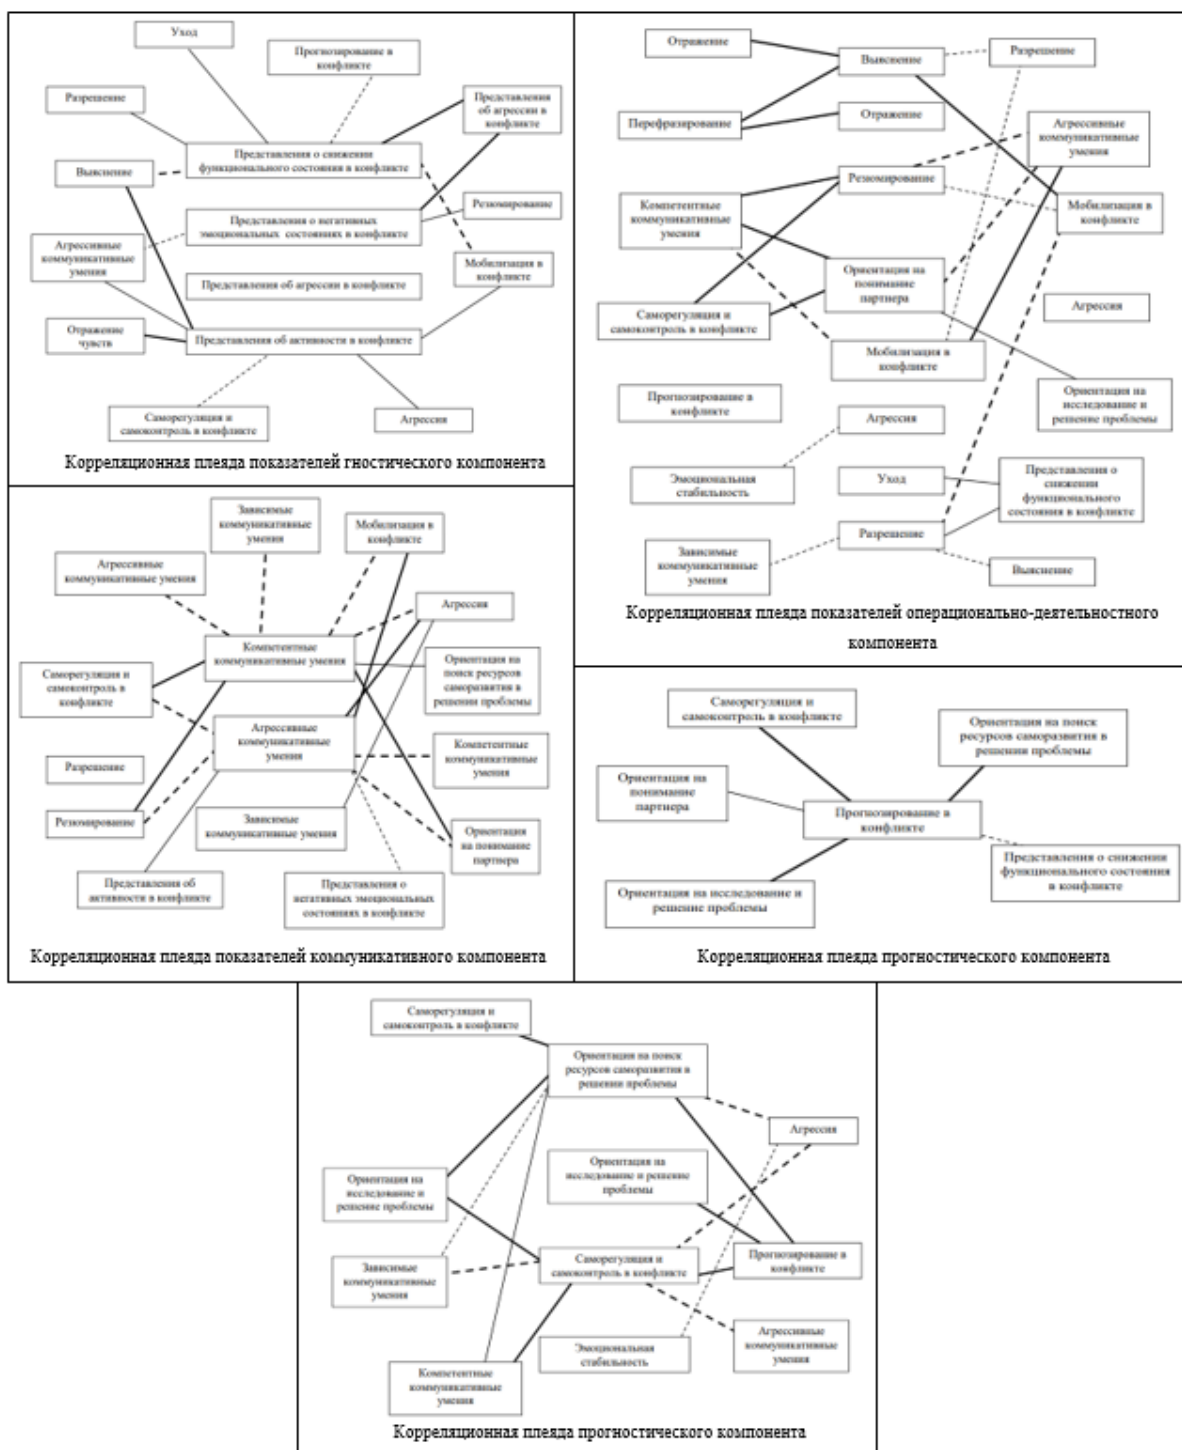 Уход
Прогнозирование в
конфликте
Разрешение
Представления
об агрессии в
конфликте
Представления о снижении
функционального состояния в конфликте
Выяснение
Резюмирование
Представления о негативных
эмоциональных состояниях в конфликте
Агрессивные
коммуникативные
умения
Мобилизация в
конфликте
Представления об агрессии в конфликте
Отражение
чувств
Представления об активности в конфликте
Саморегуляция и
самоконтроль в конфликте
Агрессия
Корреляционная плеяда показателей гностического компонента
Отражение
Выяснение
Разрешение
Перефразирование
Отражение
Агрессивные
коммуникативные
умения
Резюмирование
Компетентные
коммуникативные
умения
Мобилизация в
конфликте
Ориентация на
понимание
партнера
Агрессия
Саморегуляция и
самоконтроль в конфликте
Мобилизация в
конфликте
Прогнозирование в
конфликте
Ориентация на
исследование и
решение проблемы
Агрессия
Эмоциональная
стабильность
Уход
Представления о
снижении
функционального
состояния в конфликте
Разрешение
Зависимые
коммуникативные
умения
Выяснение
Корреляционная плеяда показателей операционально-деятельностного
компонента
Зависимые
коммуникативные
умения
Мобилизация в
конфликте
Агрессивные
коммуникативные умения
Агрессия
Компетентные
коммуникативные умения
Саморегуляция и
самоконтроль в
конфликте
Ориентация на
поиск ресурсов
саморазвития в
решении проблемы
Агрессивные
коммуникативные
умения
Компетентные
коммуникативные
умения
Разрешение
Резюмирование
Зависимые
коммуникативные умения
Ориентация
на понимание
партнера
Представления об
активности в конфликте
Представления о
негативных эмоциональных
состояниях в конфликте
Корреляционная плеяда показателей коммуникативного компонента
Саморегуляция и
самоконтроль в конфликте
Ориентация на поиск
ресурсов саморазвития в
решении проблемы
Ориентация на
понимание
партнера
Прогнозирование в
конфликте
Представления о снижении
функционального состояния
в конфликте
Ориентация на исследование и
решение проблемы
Корреляционная плеяда прогностического компонента
Саморегуляция и
самоконтроль в конфликте
Ориентация на поиск
ресурсов саморазвития в
решении проблемы
Агрессия
Ориентация на
исследование и решение
проблемы
Ориентация на
исследование и
решение проблемы
Саморегуляция и
самоконтроль в конфликте
Прогнозирование в
конфликте
Зависимые
коммуникативные
умения
Эмоциональная
стабильность
Агрессивные
коммуникативные
умения
Компетентные
коммуникативные
умения
Корреляционная плеяда прогностического компонента